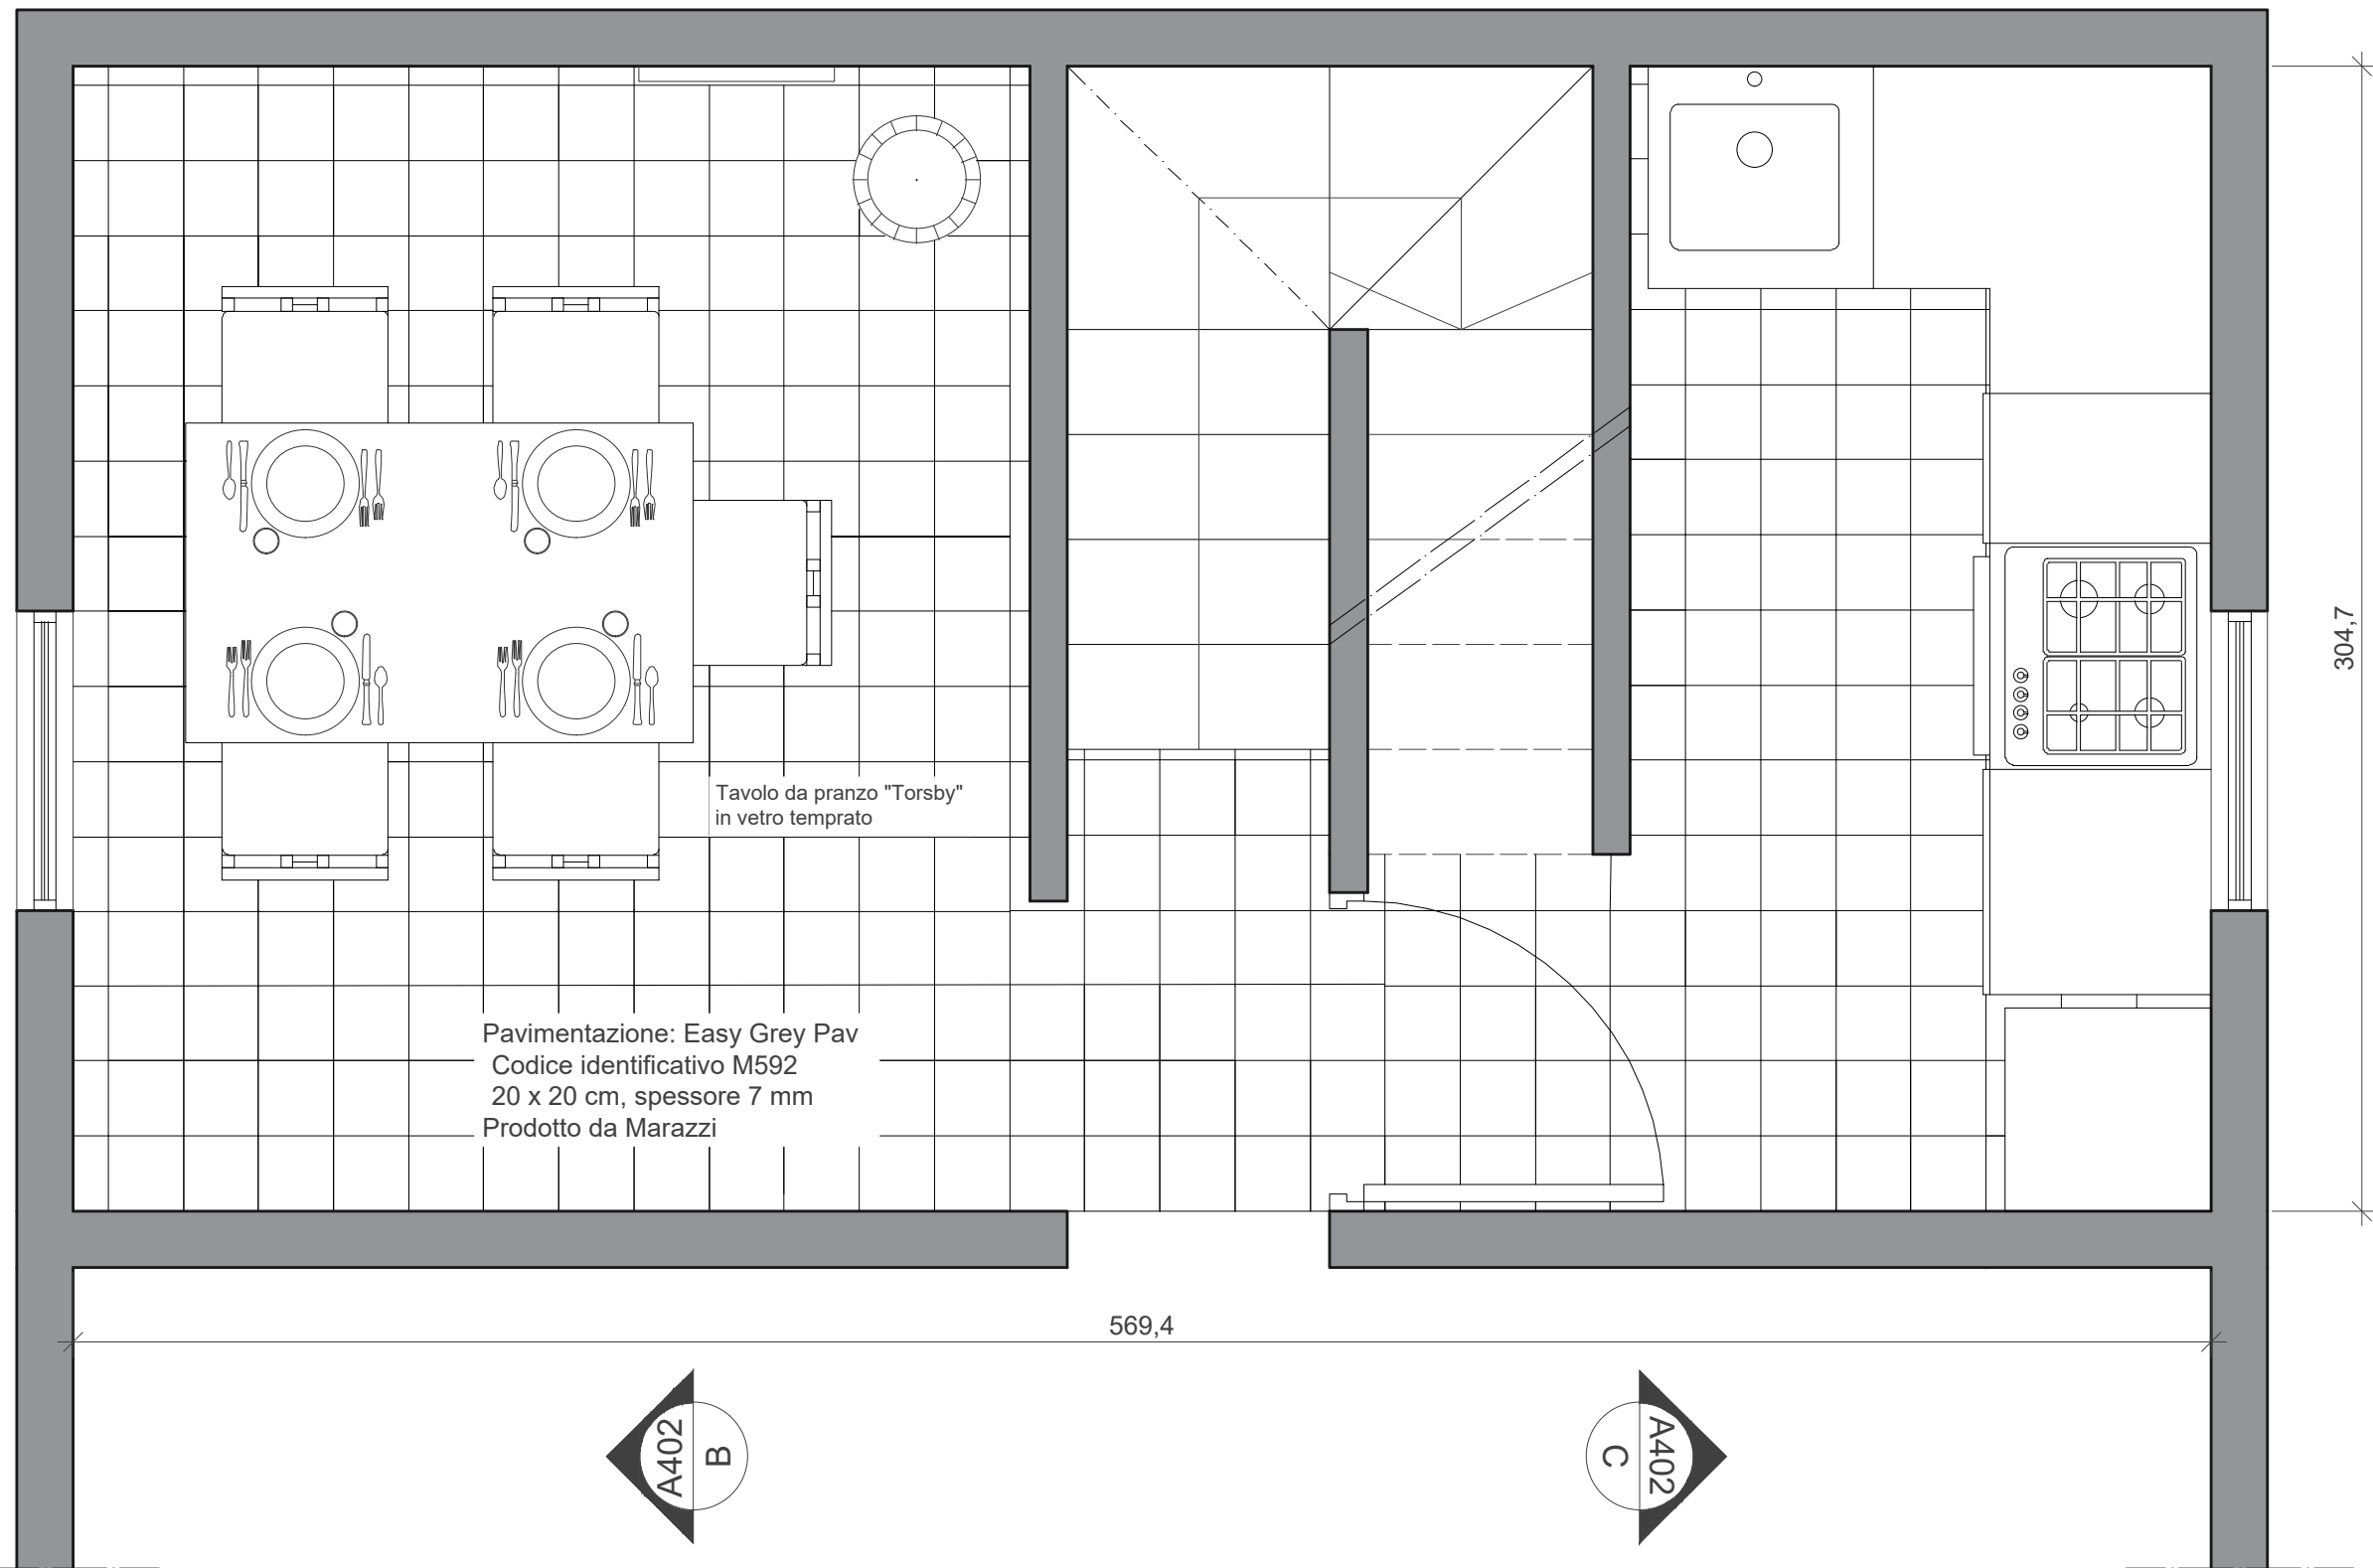 304,7
Tavolo da pranzo "Torsby"
in vetro temprato
Pavimentazione: Easy Grey Pav
Codice identificativo M592
20 x 20 cm, spessore 7 mm
Prodotto da Marazzi
569,4
A402
B
C
A402